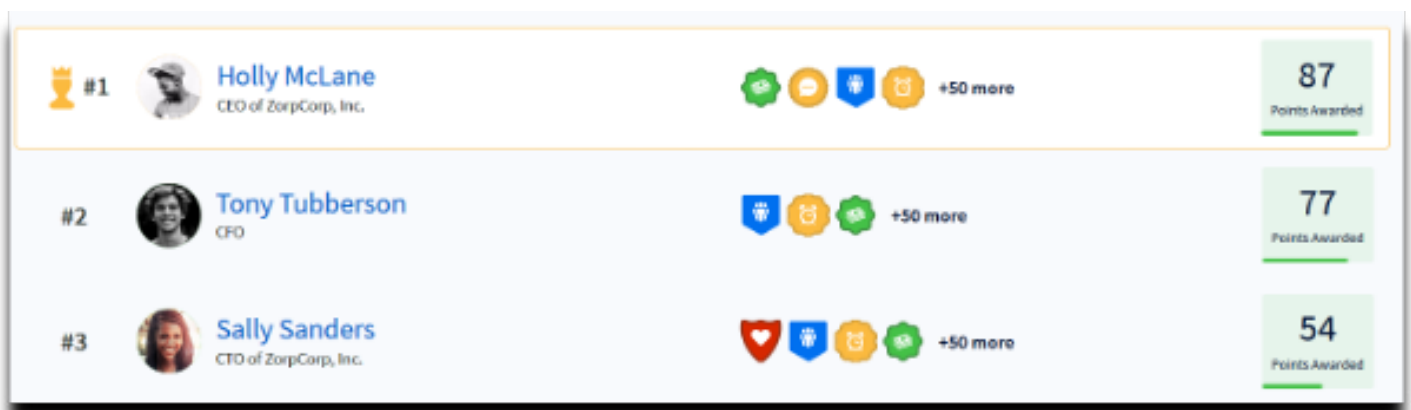 #1
Holly McLane
CEO of ZorpCorp, Inc.
+50 more
87
Points Awarded
#2
Tony Tubberson
CFO
+50 more
77
Points Awarded
#3
Sally Sanders
CTO of ZorpCorp, Inc.
+50 more
54
Points Awarded